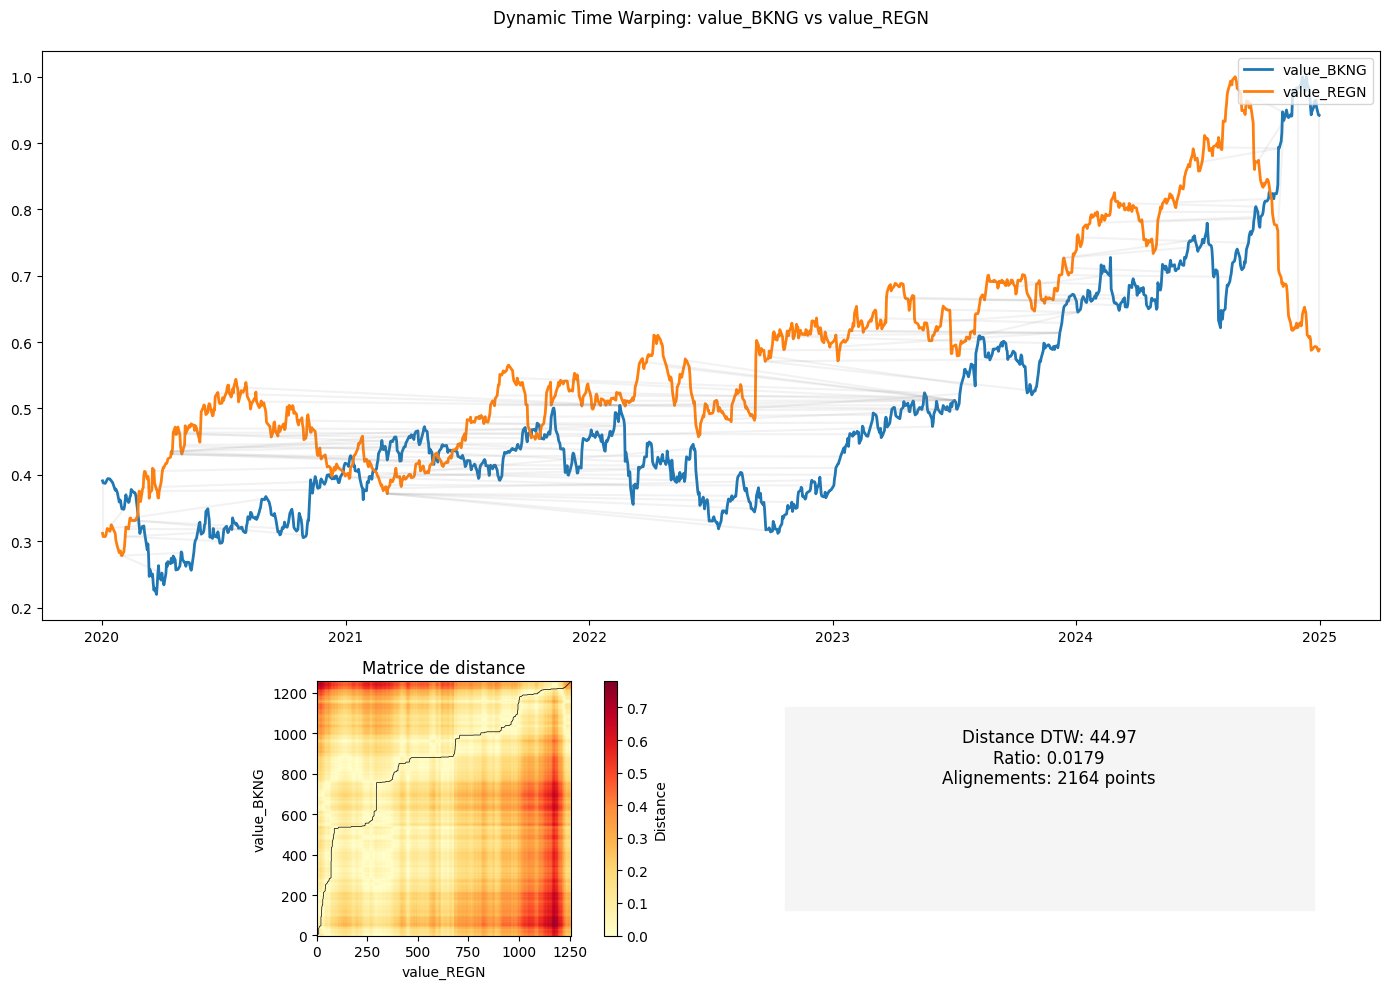 Dynamic Time Warping: value_BKNG vs value_REGN
value_BKNG
value_REGN
1.0
0.9
0.8
0.7
0.6
0.5
0.4
0.3
0.2
2020 2021 2022 2023 2024 2025
Matrice de distance
value_BKNG
1200
1000
800
600
400
200
0
0 250 500 750 1000 1250
value_REGN
0.7
0.6
0.5
0.4
0.3
0.2
0.1
0.0
Distance
Distance DTW: 44.97
Ratio: 0.0179
Alignements: 2164 points